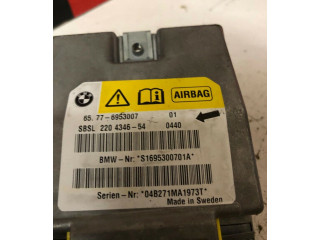 BMW
AIRBAG
65. 77 - 6953007 01
SBSL 220 4346-54 0440
BMW-Nr: *S1695300701A*
Serien-Nr: *04B271MA1973T*
Made in Sweden